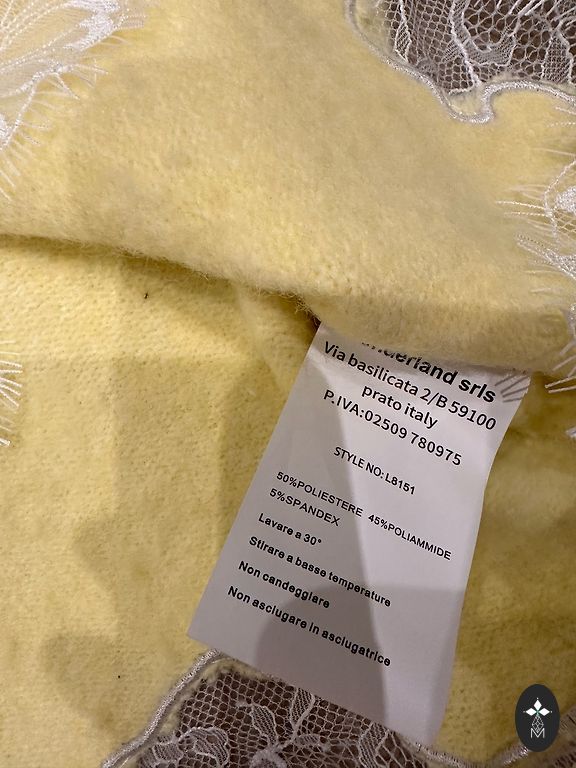 srls
Via basilicata 2/B 59100
prato italy
P.IVA:02509 780975
STYLE NO: L8151
50%POLIESTERE 45%POLIAMMIDE
5%SPANDEX
Lavare a 30°
Stirare a basse temperature
Non candeggiare
Non asciugare in asciugatrice
M